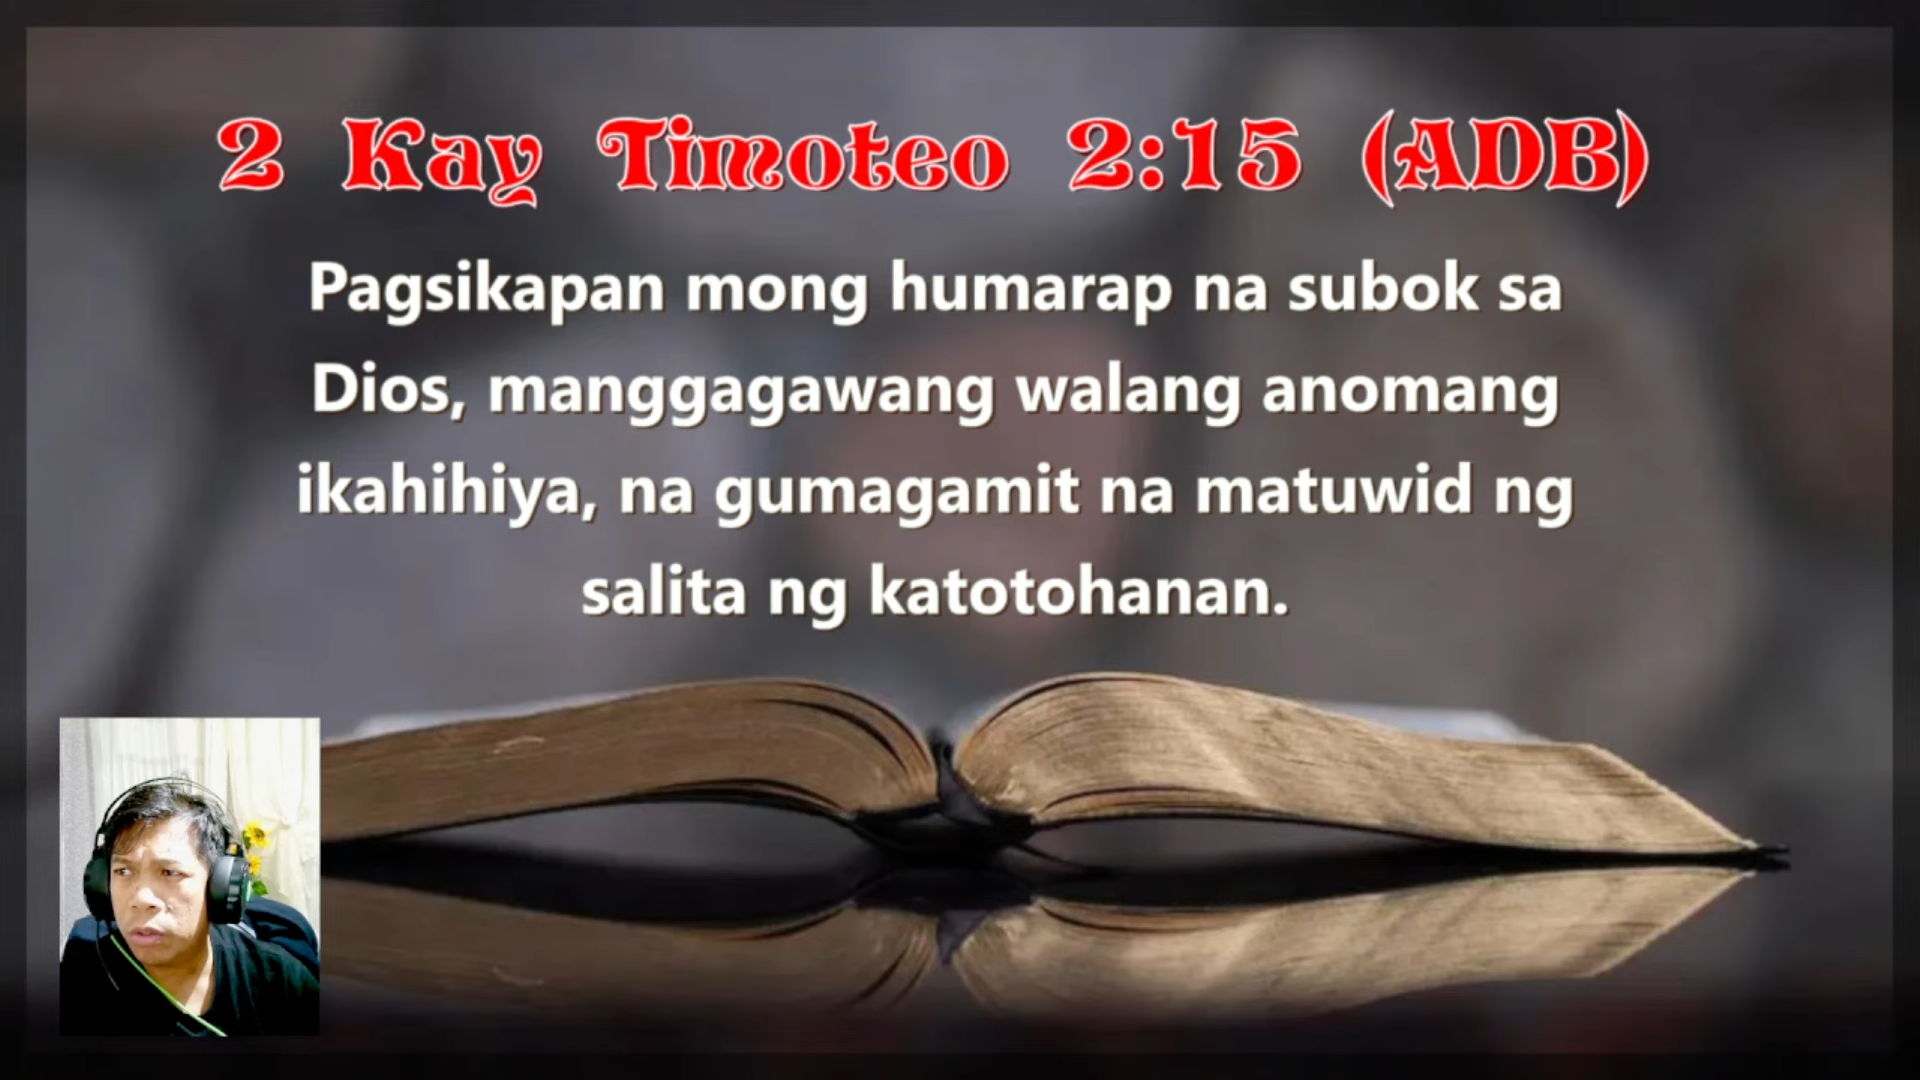 2 Kay Timoteo 2:15 (ADB)
Pagsikapan mong humarap na subok sa
Dios, manggagawang walang anomang
ikahihiya, na gumagamit na matuwid ng
salita ng katotohanan.